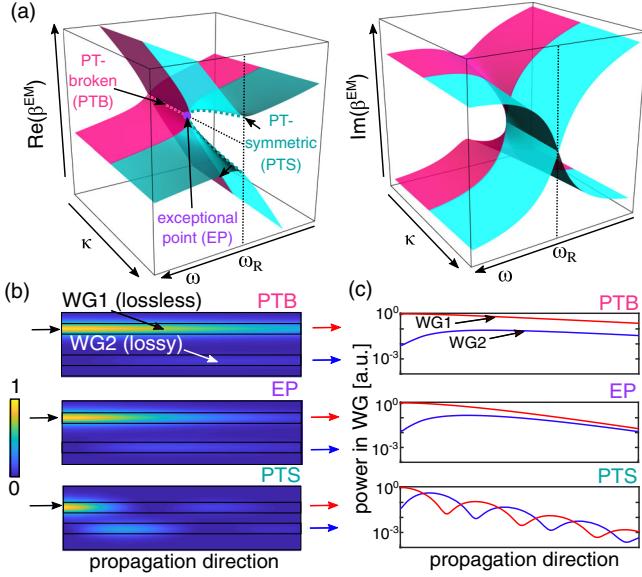 (a)
Re(β^EM)
PT-
broken
(PTB)
PT-
symmetric
(PTS)
exceptional
point (EP)
κ
ω
ω_R
Im(β^EM)
κ
ω
ω_R
(b)
WG1 (lossless)
PTB
WG2 (lossy)
EP
PTS
1
0
propagation direction
(c)
PTB
WG1
WG2
EP
PTS
10^0
10^-3
10^0
10^-3
10^0
10^-3
power in WG [a.u.]
propagation direction